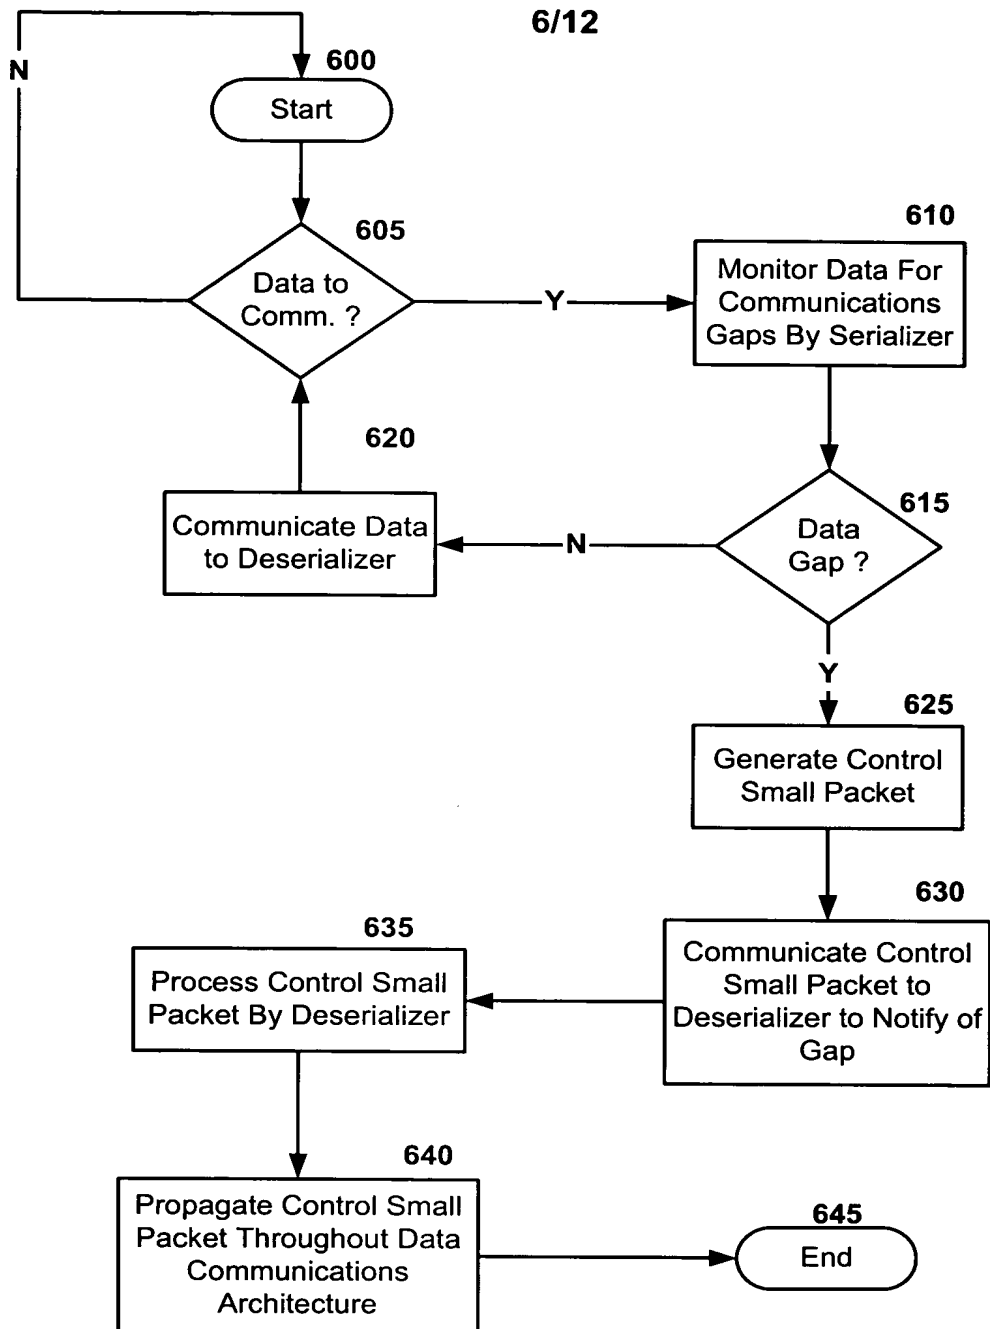 6/12
N
600
Start
605
Data to
Comm. ?
Y
610
Monitor Data For
Communications
Gaps By Serializer
615
Data
Gap ?
N
620
Communicate Data
to Deserializer
Y
625
Generate Control
Small Packet
630
Communicate Control
Small Packet to
Deserializer to Notify of
Gap
635
Process Control Small
Packet By Deserializer
640
Propagate Control Small
Packet Throughout Data
Communications
Architecture
645
End